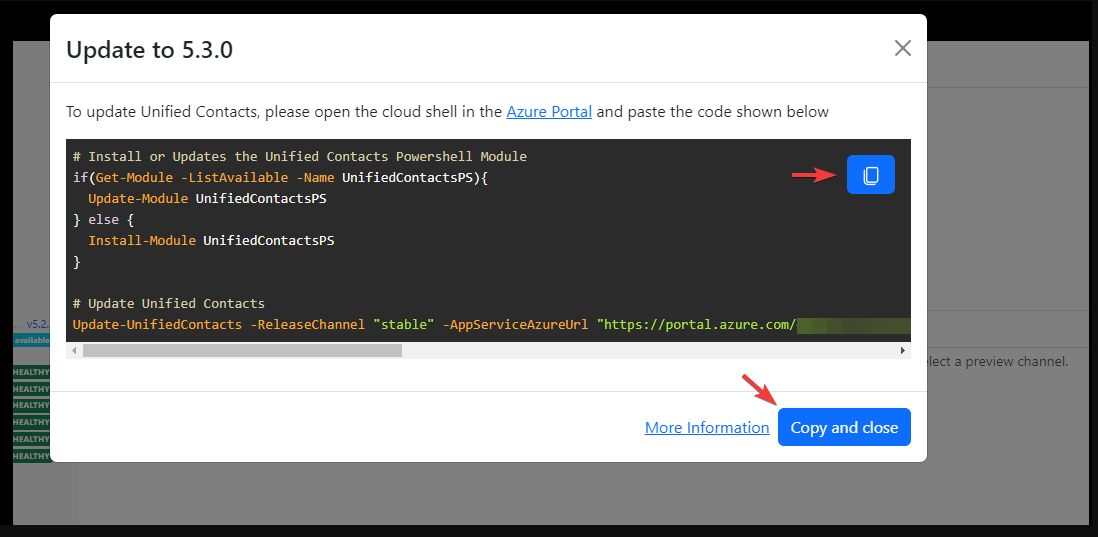 Update to 5.3.0
To update Unified Contacts, please open the cloud shell in the Azure Portal and paste the code shown below
# Install or Updates the Unified Contacts Powershell Module
if(Get-Module -ListAvailable -Name UnifiedContactsPS){
  Update-Module UnifiedContactsPS
} else {
  Install-Module UnifiedContactsPS
}
# Update Unified Contacts
Update-UnifiedContacts -ReleaseChannel "stable" -AppServiceAzureUrl "https://portal.azure.com/
v5.2.
available
elect a preview channel.
HEALTHY
HEALTHY
HEALTHY
HEALTHY
HEALTHY
HEALTHY
More Information
Copy and close